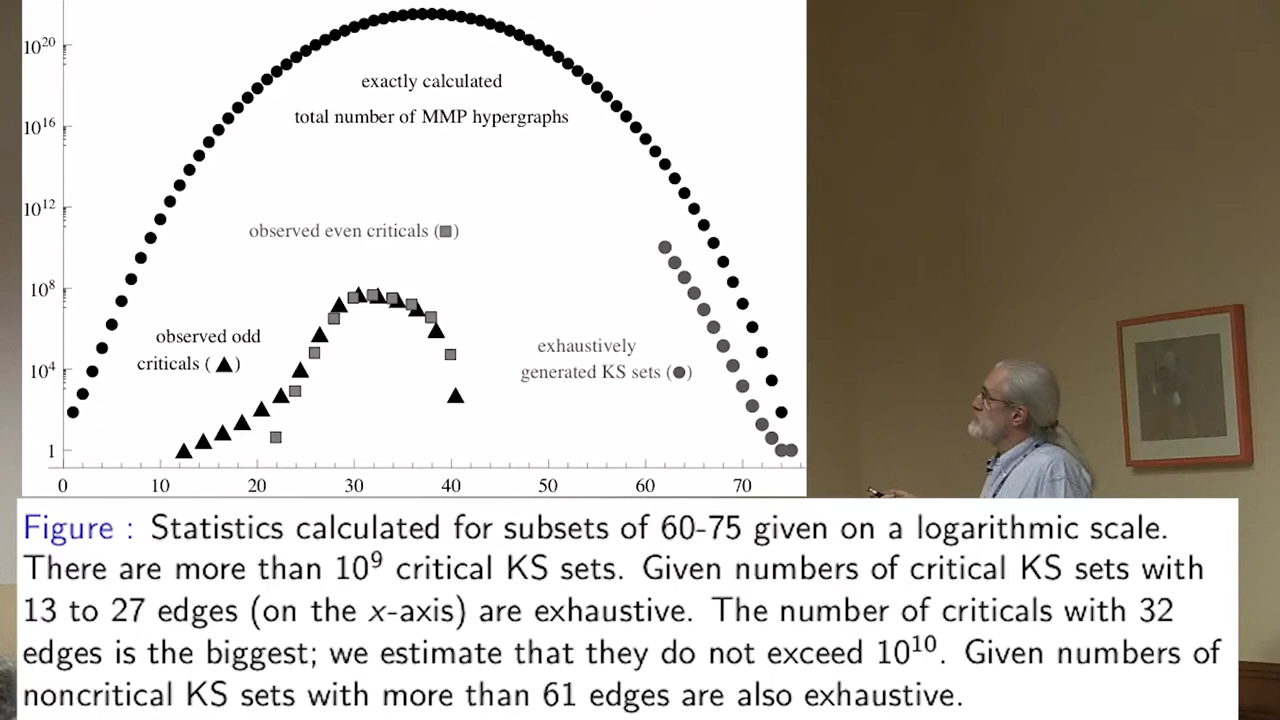 10^20
exactly calculated
total number of MMP hypergraphs
10^16
10^12
observed even criticals (■)
10^8
observed odd
criticals (▲)
exhaustively
generated KS sets (●)
10^4
1
0 10 20 30 40 50 60 70
Figure : Statistics calculated for subsets of 60-75 given on a logarithmic scale.
There are more than 10^9 critical KS sets. Given numbers of critical KS sets with
13 to 27 edges (on the x-axis) are exhaustive. The number of criticals with 32
edges is the biggest; we estimate that they do not exceed 10^10. Given numbers of
noncritical KS sets with more than 61 edges are also exhaustive.